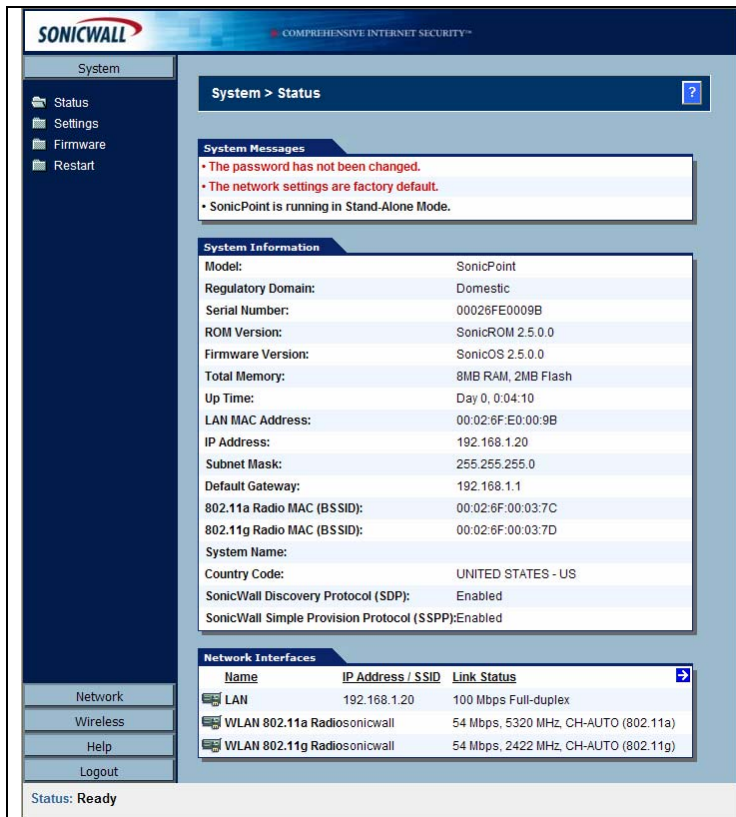 SONICWALL
COMPREHENSIVE INTERNET SECURITY™
System
Status
Settings
Firmware
Restart
System > Status
?
System Messages
• The password has not been changed.
• The network settings are factory default.
• SonicPoint is running in Stand-Alone Mode.
System Information
Model: SonicPoint
Regulatory Domain: Domestic
Serial Number: 00026FE0009B
ROM Version: SonicROM 2.5.0.0
Firmware Version: SonicOS 2.5.0.0
Total Memory: 8MB RAM, 2MB Flash
Up Time: Day 0, 0:04:10
LAN MAC Address: 00:02:6F:E0:00:9B
IP Address: 192.168.1.20
Subnet Mask: 255.255.255.0
Default Gateway: 192.168.1.1
802.11a Radio MAC (BSSID): 00:02:6F:00:03:7C
802.11g Radio MAC (BSSID): 00:02:6F:00:03:7D
System Name:
Country Code: UNITED STATES - US
SonicWall Discovery Protocol (SDP): Enabled
SonicWall Simple Provision Protocol (SSPP):Enabled
Network Interfaces
Name IP Address / SSID Link Status
LAN 192.168.1.20 100 Mbps Full-duplex
WLAN 802.11a Radiosonicwall 54 Mbps, 5320 MHz, CH-AUTO (802.11a)
WLAN 802.11g Radiosonicwall 54 Mbps, 2422 MHz, CH-AUTO (802.11g)
Network
Wireless
Help
Logout
Status: Ready